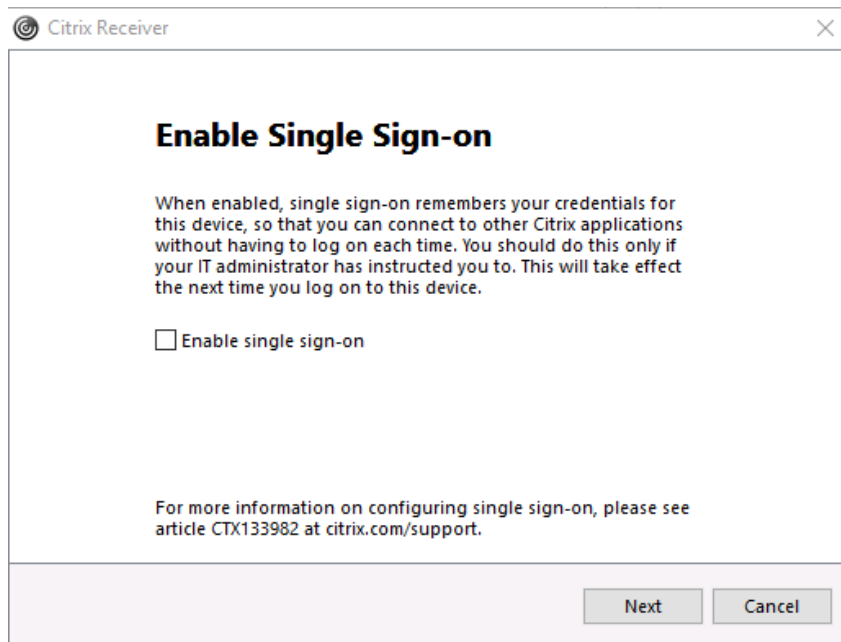 Citrix Receiver
Enable Single Sign-on
When enabled, single sign-on remembers your credentials for
this device, so that you can connect to other Citrix applications
without having to log on each time. You should do this only if
your IT administrator has instructed you to. This will take effect
the next time you log on to this device.
Enable single sign-on
For more information on configuring single sign-on, please see
article CTX133982 at citrix.com/support.
Next Cancel